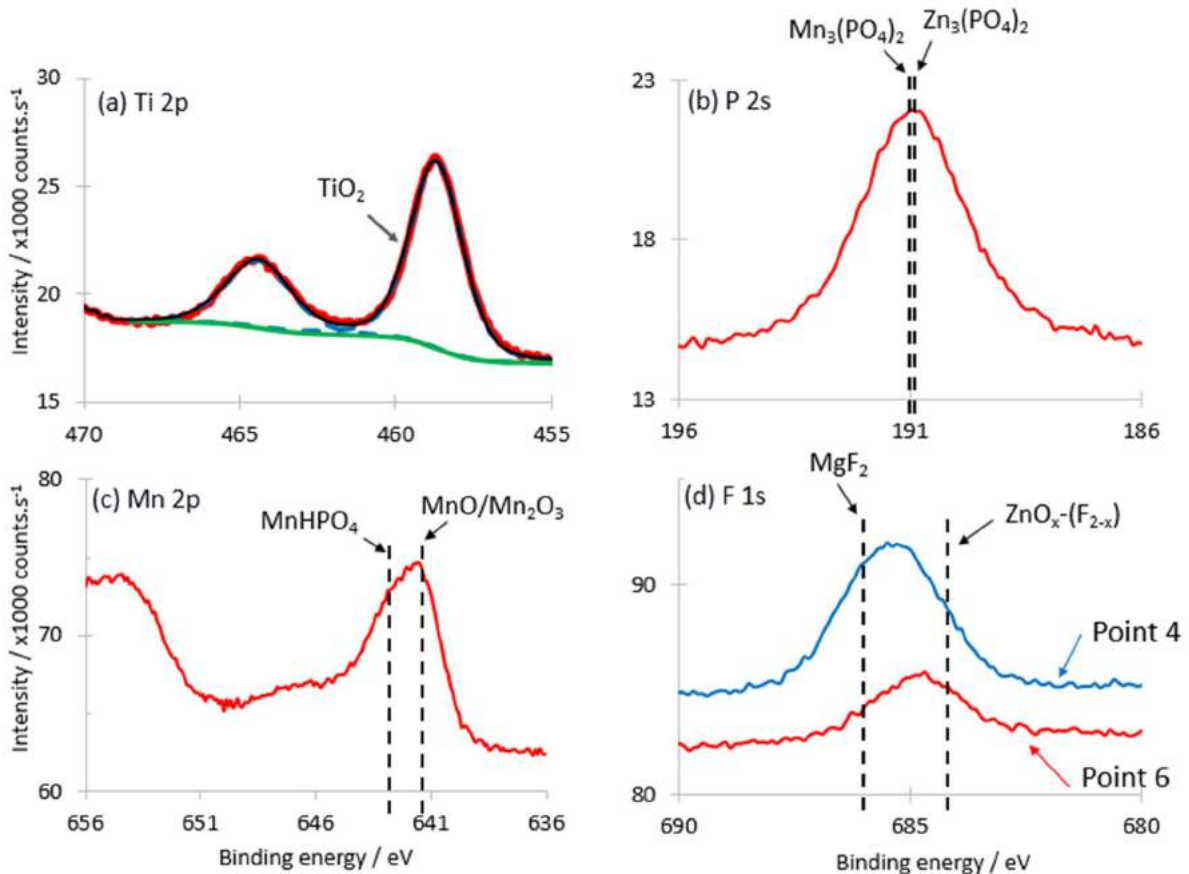 Mn₃(PO₄)₂
Zn₃(PO₄)₂
Intensity / x1000 counts.s⁻¹
30
25
20
15
(a) Ti 2p
TiO₂
470
465
460
455
23
18
13
(b) P 2s
196
191
186
Intensity / x1000 counts.s⁻¹
80
70
60
(c) Mn 2p
MnHPO₄
MnO/Mn₂O₃
656
651
646
641
636
Binding energy / eV
MgF₂
90
80
(d) F 1s
ZnOₓ-(F₂₋ₓ)
Point 4
Point 6
690
685
680
Binding energy / eV